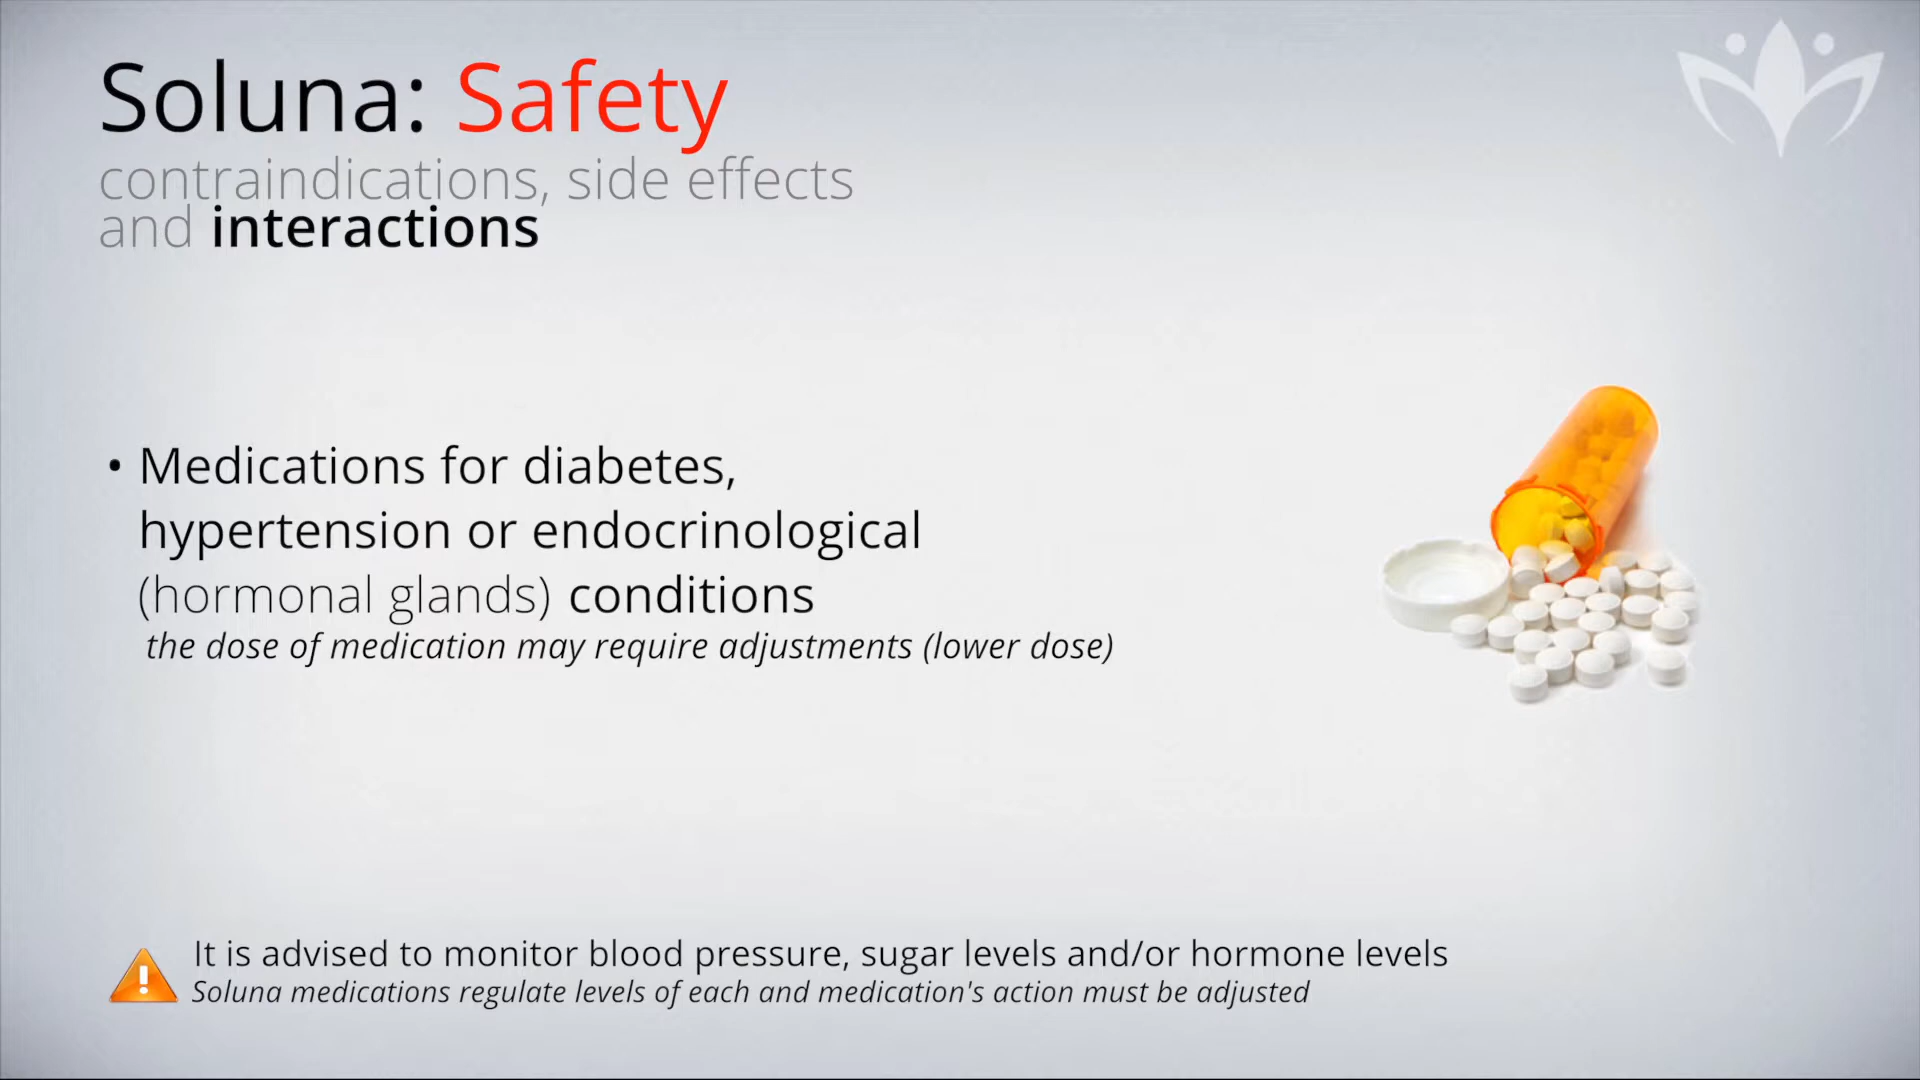 Soluna: Safety
contraindications, side effects
and interactions
• Medications for diabetes,
hypertension or endocrinological
(hormonal glands) conditions
the dose of medication may require adjustments (lower dose)
It is advised to monitor blood pressure, sugar levels and/or hormone levels
Soluna medications regulate levels of each and medication's action must be adjusted